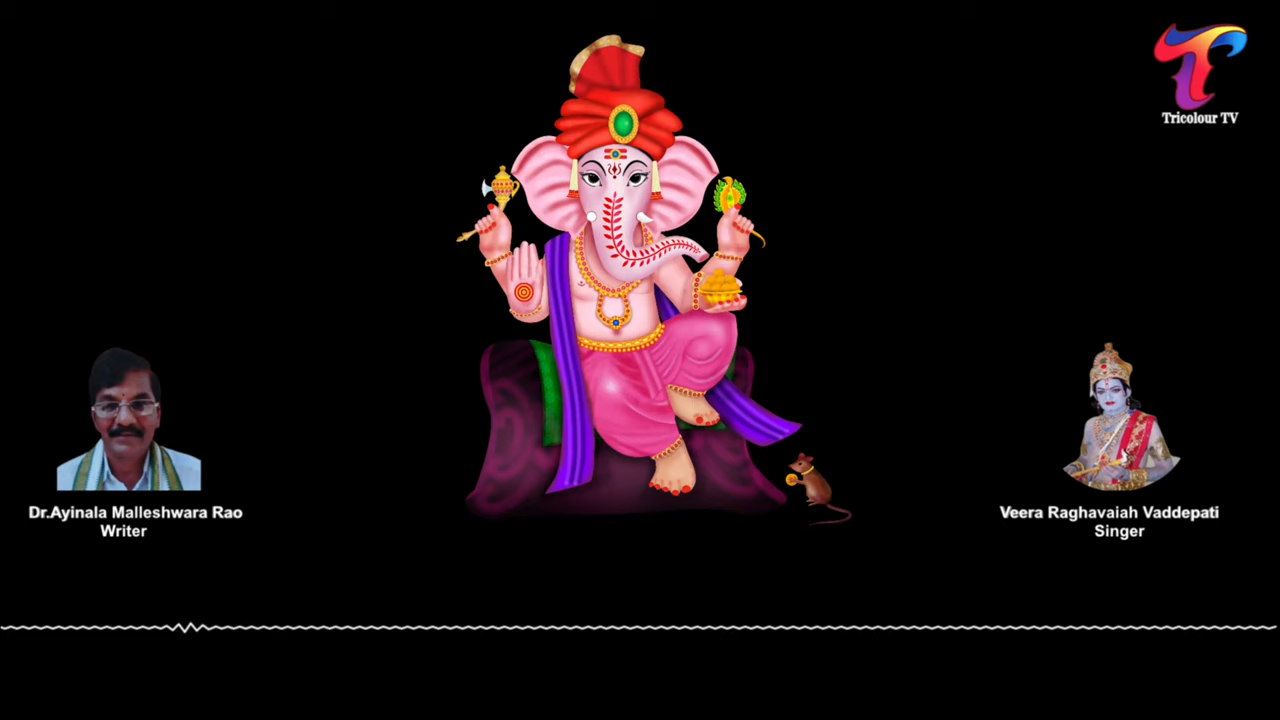 Tricolour TV
Dr.Ayinala Malleshwara Rao
Writer
Veera Raghavaiah Vaddepati
Singer